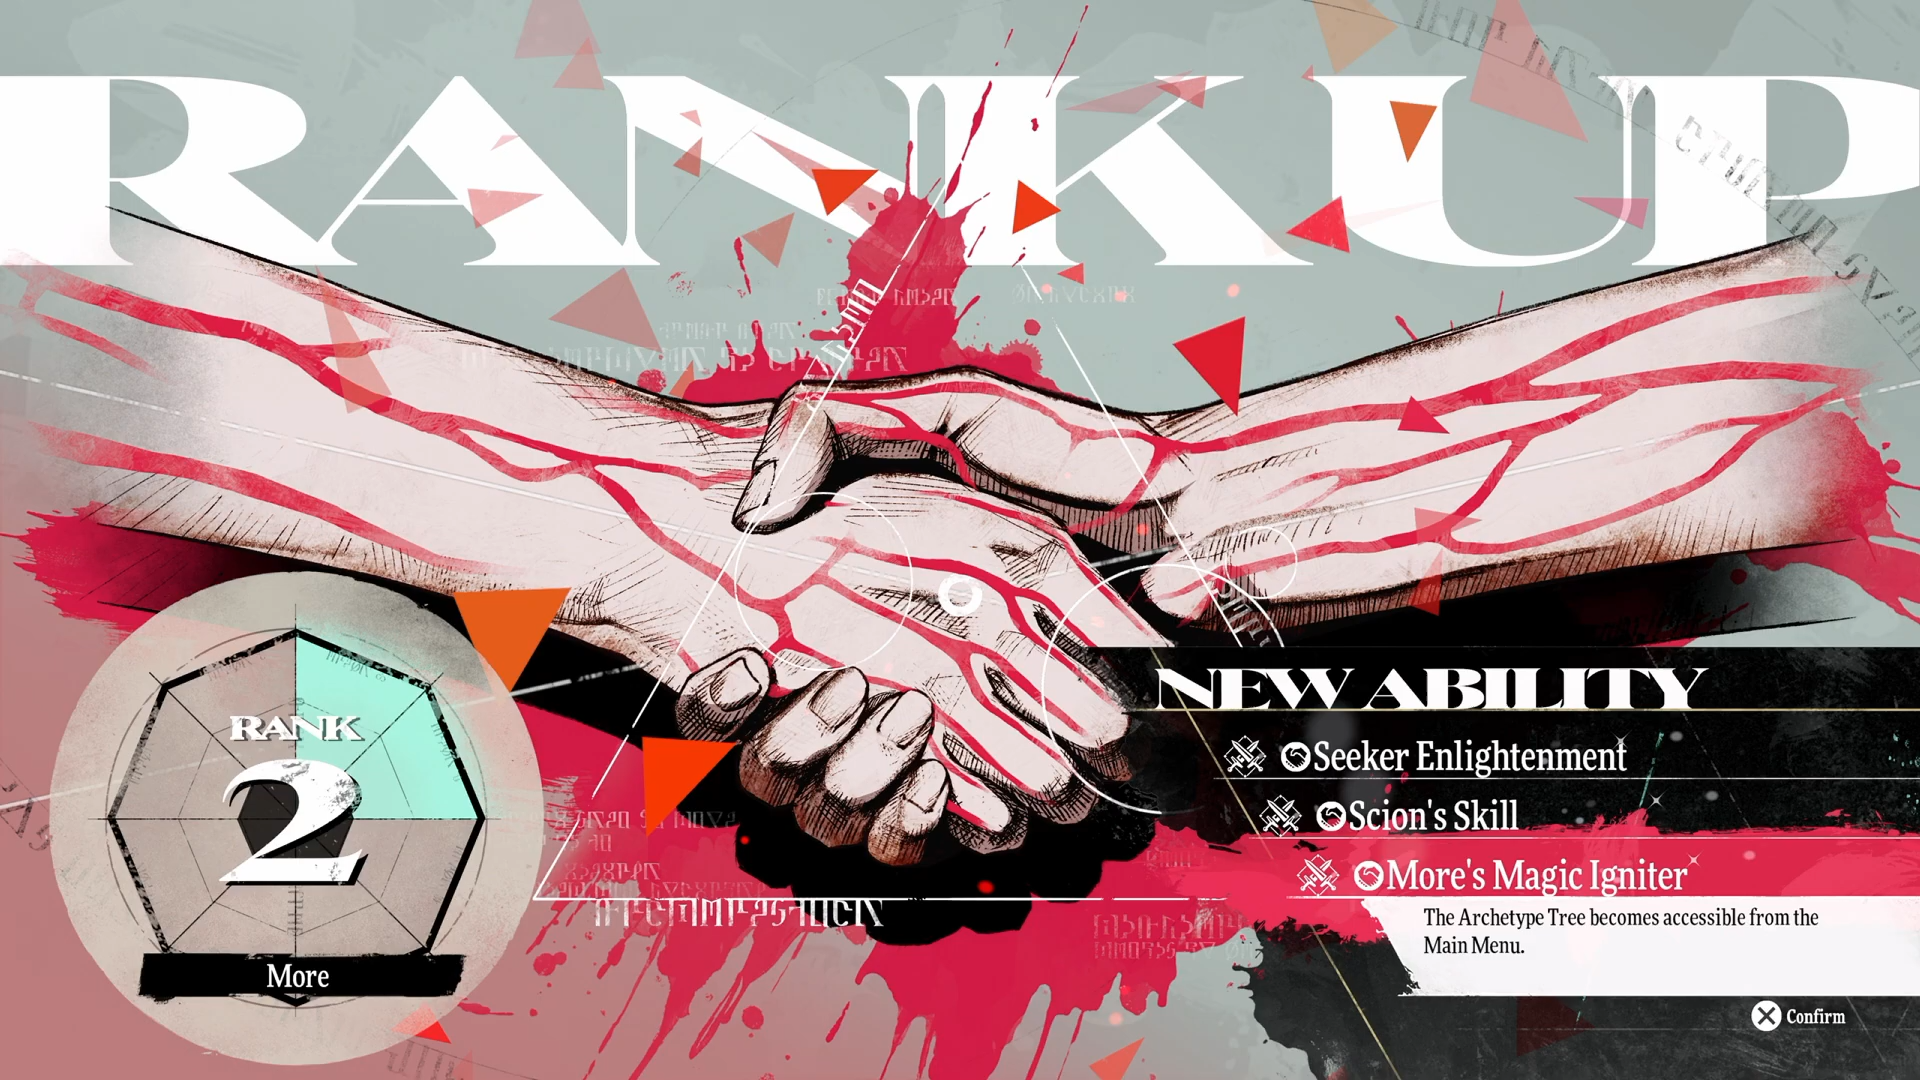 RANK UP
RANK
2
More
NEW ABILITY
Seeker Enlightenment
Scion's Skill
More's Magic Igniter
The Archetype Tree becomes accessible from the
Main Menu.
Confirm